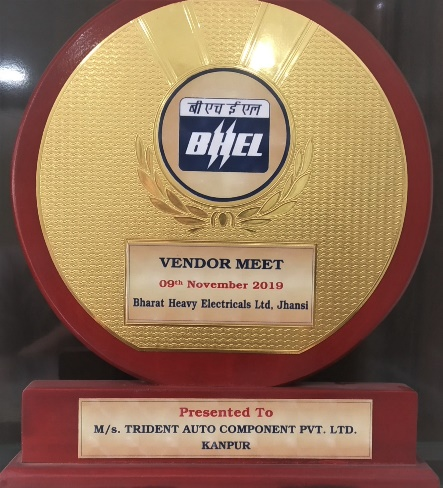 बी एच ई एल
BHEL
VENDOR MEET
09th November 2019
Bharat Heavy Electricals Ltd, Jhansi
Presented To
M/s. TRIDENT AUTO COMPONENT PVT. LTD.
KANPUR